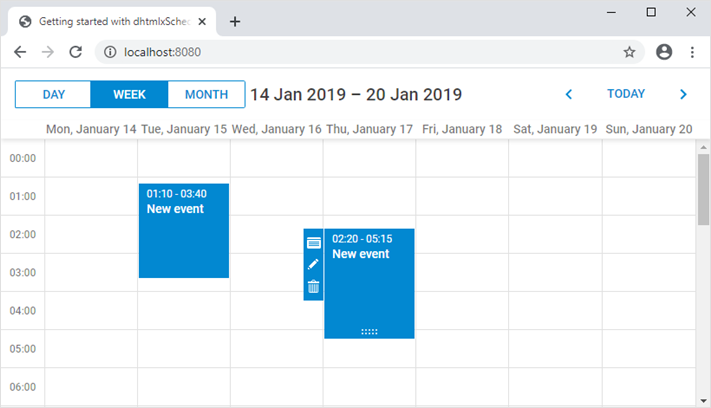 Getting started with dhtmlxSched
localhost:8080
DAY WEEK MONTH 14 Jan 2019 – 20 Jan 2019 TODAY
Mon, January 14 Tue, January 15 Wed, January 16 Thu, January 17 Fri, January 18 Sat, January 19 Sun, January 20
00:00
01:00
01:10 - 03:40
New event
02:00
02:20 - 05:15
New event
03:00
04:00
05:00
06:00